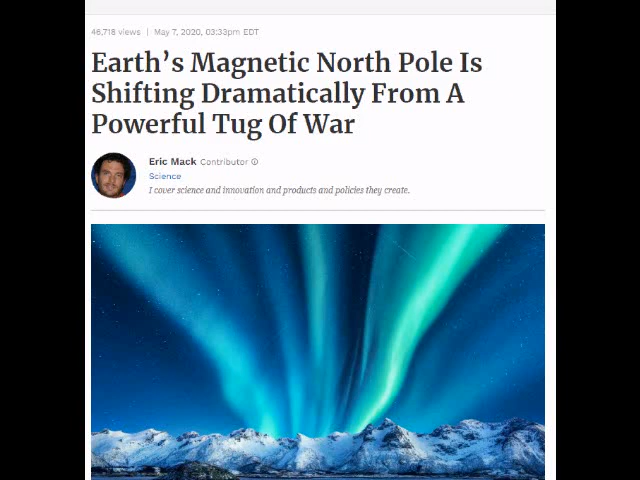 46,718 views | May 7, 2020, 03:33pm EDT
Earth's Magnetic North Pole Is
Shifting Dramatically From A
Powerful Tug Of War
Eric Mack Contributor
Science
I cover science and innovation and products and policies they create.